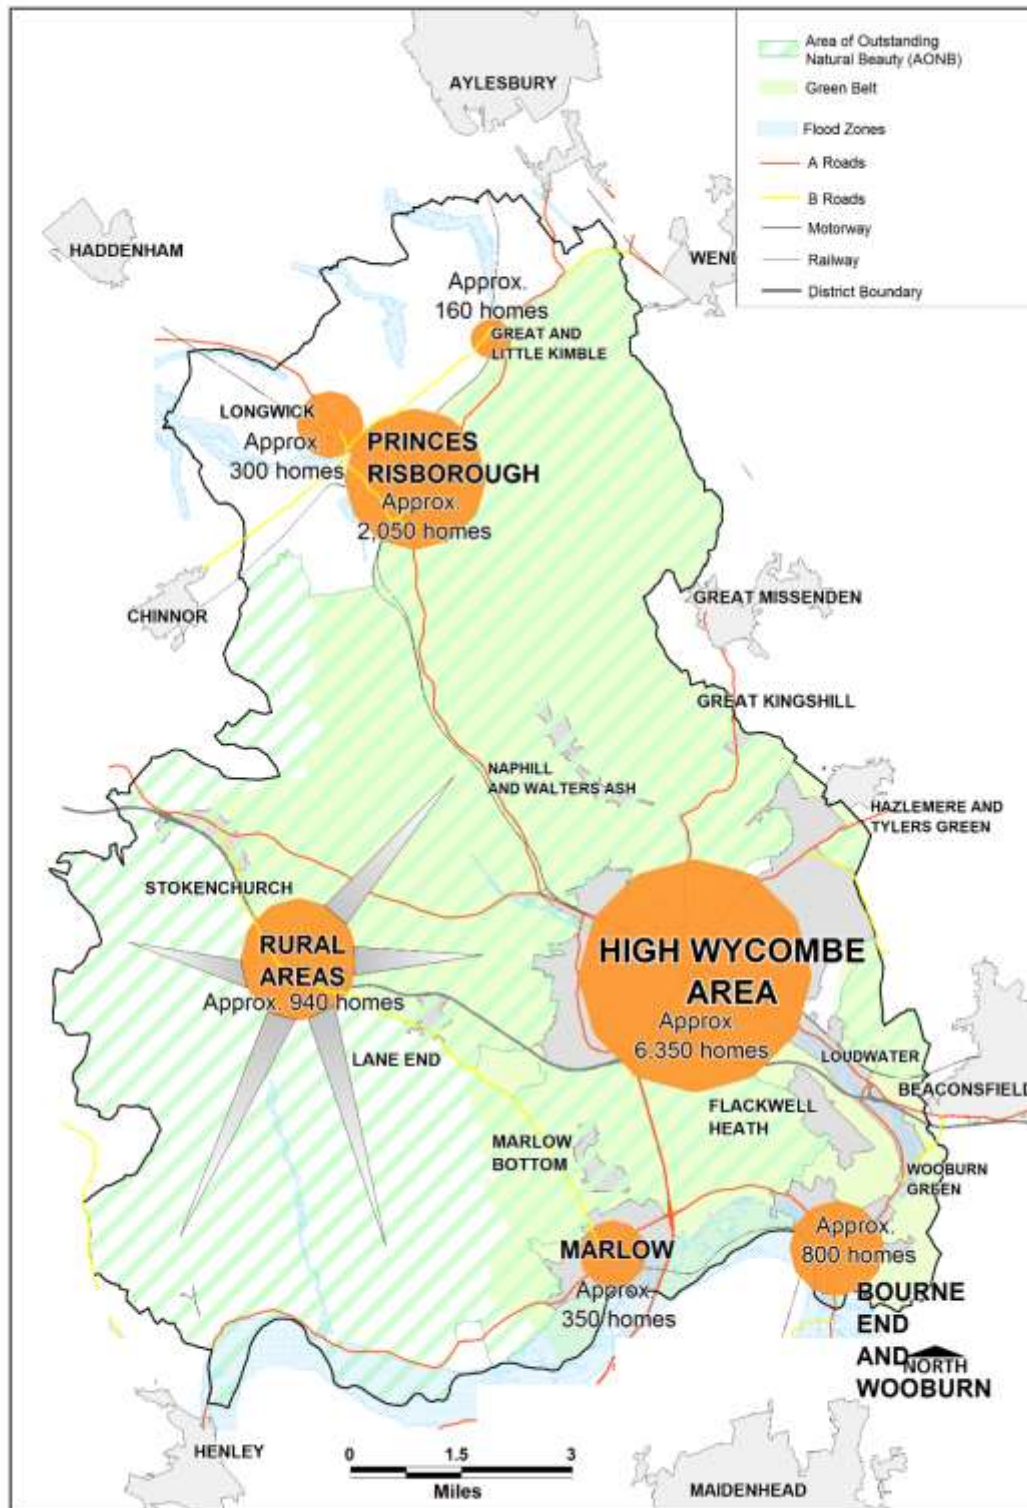 Area of Outstanding
Natural Beauty (AONB)
Green Belt
Flood Zones
A Roads
B Roads
Motorway
Railway
District Boundary
AYLESBURY
HADDENHAM
WEND
Approx.
160 homes
GREAT AND
LITTLE KIMBLE
LONGWICK
Approx.
300 homes
PRINCES
RISBOROUGH
Approx.
2,050 homes
CHINNOR
GREAT MISSENDEN
GREAT KINGSHILL
NAPHILL
AND WALTERS ASH
HAZLEMERE AND
TYLERS GREEN
STOKENCHURCH
RURAL
AREAS
Approx. 940 homes
HIGH WYCOMBE
AREA
Approx
6.350 homes
LANE END
LOUDWATER
BEACONSFIELD
FLACKWELL
HEATH
MARLOW
BOTTOM
WOOBURN
GREEN
MARLOW
Approx.
350 homes
Approx.
800 homes
BOURNE
END
AND
WOOBURN
NORTH
HENLEY
0 1.5 3
Miles
MAIDENHEAD